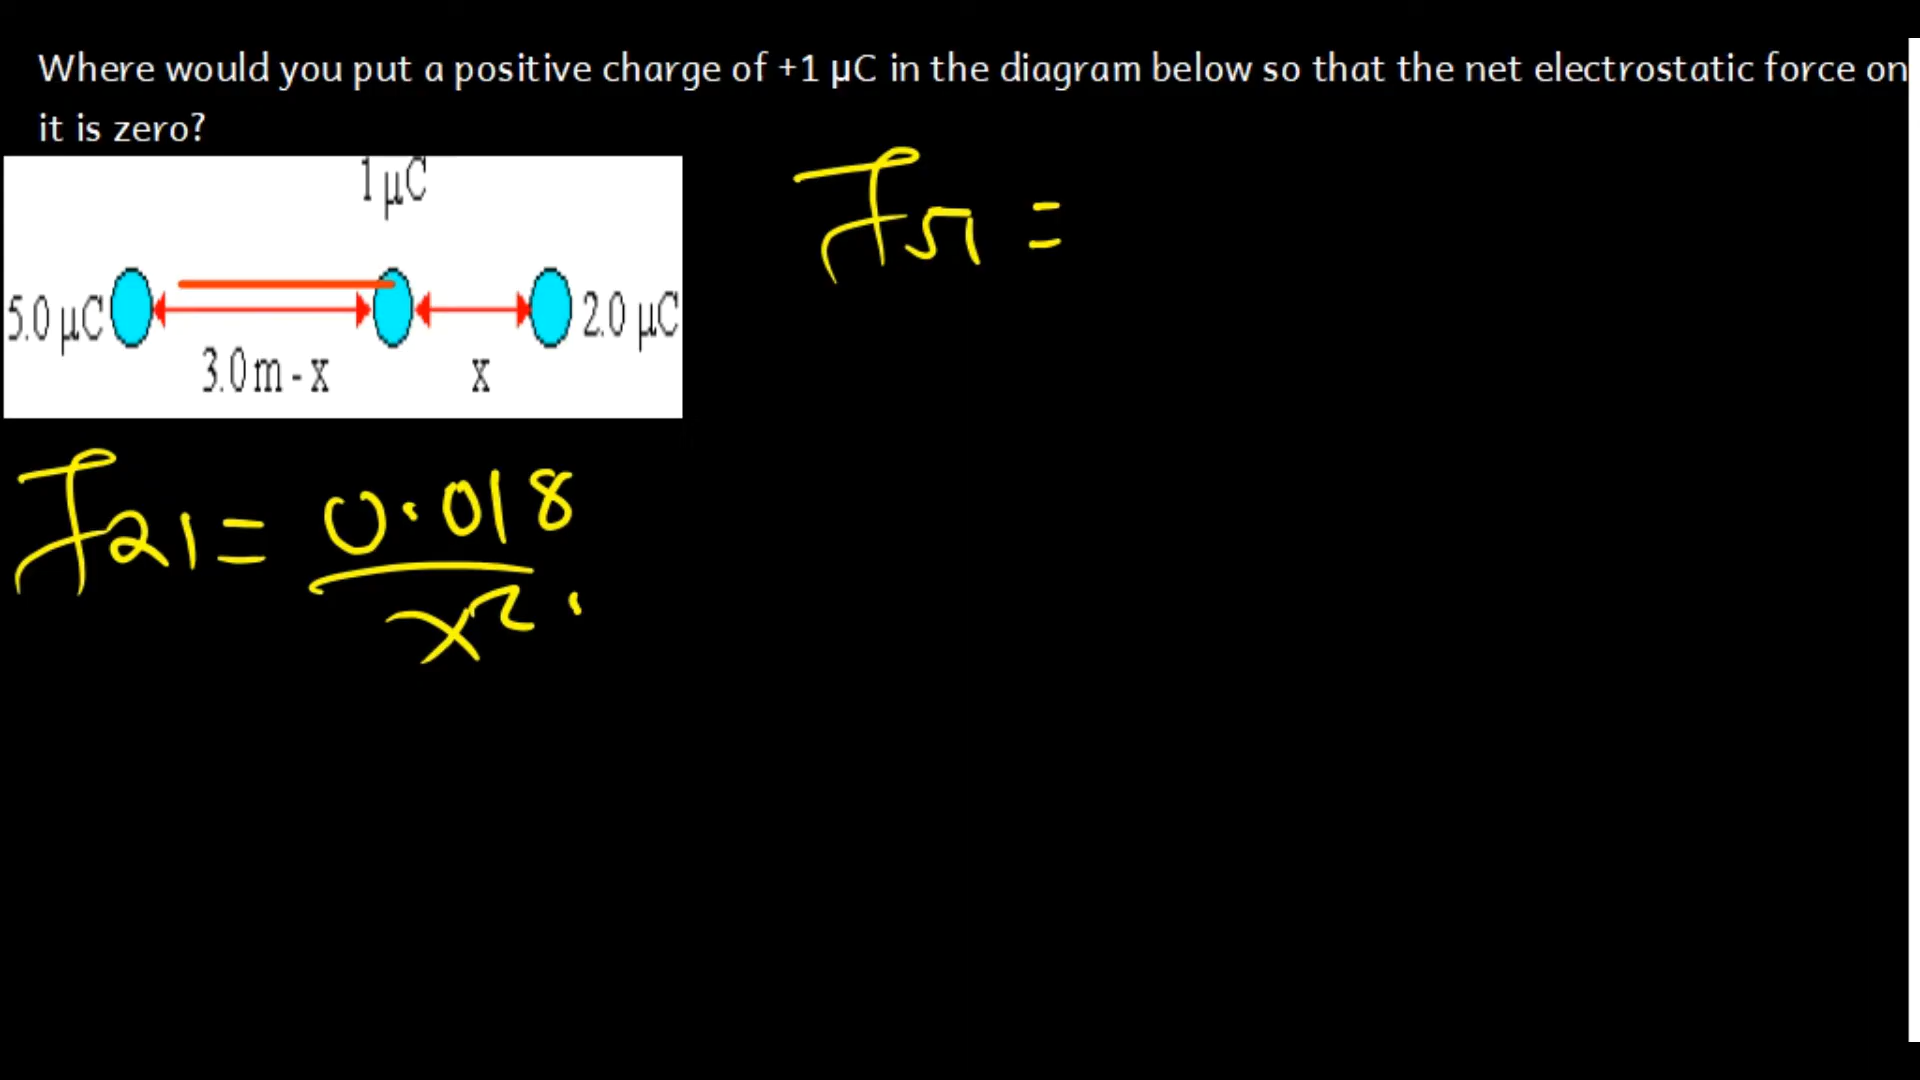 Where would you put a positive charge of +1 μC in the diagram below so that the net electrostatic force on
it is zero?
1 μC
5.0 μC 2.0 μC
3.0 m - x x
F51 =
F21 = 0.018
x²